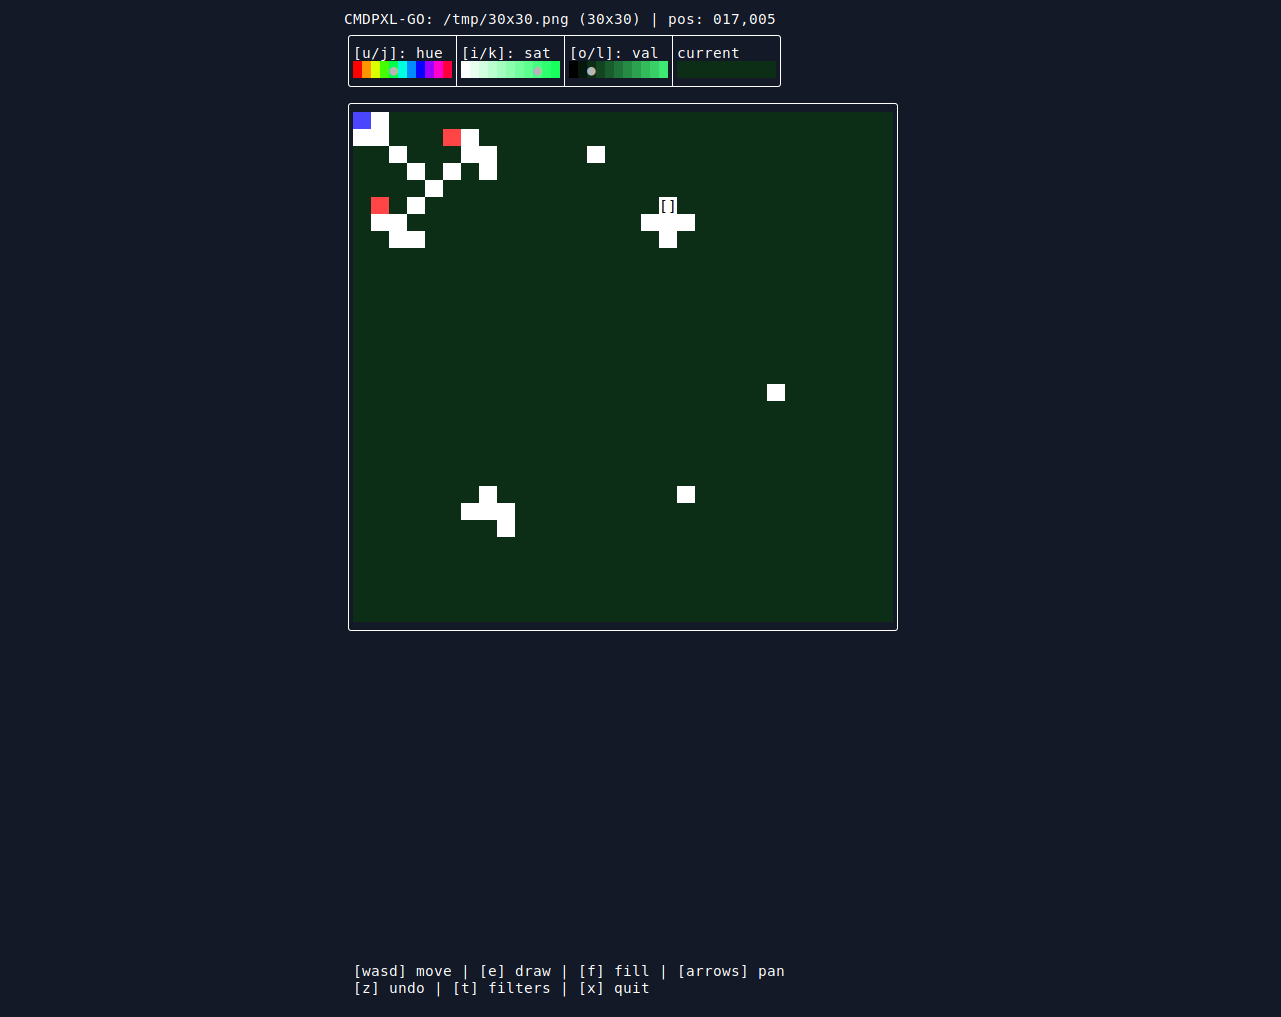 CMDPXL-GO: /tmp/30x30.png (30x30) | pos: 017,005
[u/j]: hue [i/k]: sat [o/l]: val current
[]
[wasd] move | [e] draw | [f] fill | [arrows] pan
[z] undo | [t] filters | [x] quit